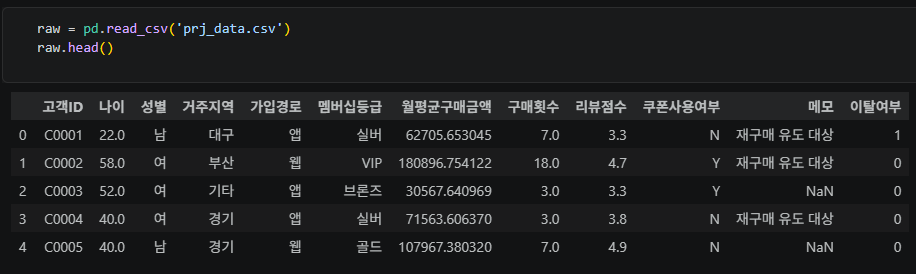 raw = pd.read_csv('prj_data.csv')
raw.head()
고객ID 나이 성별 거주지역 가입경로 멤버십등급 월평균구매금액 구매횟수 리뷰점수 쿠폰사용여부 메모 이탈여부
0 C0001 22.0 남 대구 앱 실버 62705.653045 7.0 3.3 N 재구매 유도 대상 1
1 C0002 58.0 여 부산 웹 VIP 180896.754122 18.0 4.7 Y 재구매 유도 대상 0
2 C0003 52.0 여 기타 앱 브론즈 30567.640969 3.0 3.3 Y NaN 0
3 C0004 40.0 여 경기 앱 실버 71563.606370 3.0 3.8 N 재구매 유도 대상 0
4 C0005 40.0 남 경기 웹 골드 107967.380320 7.0 4.9 N NaN 0